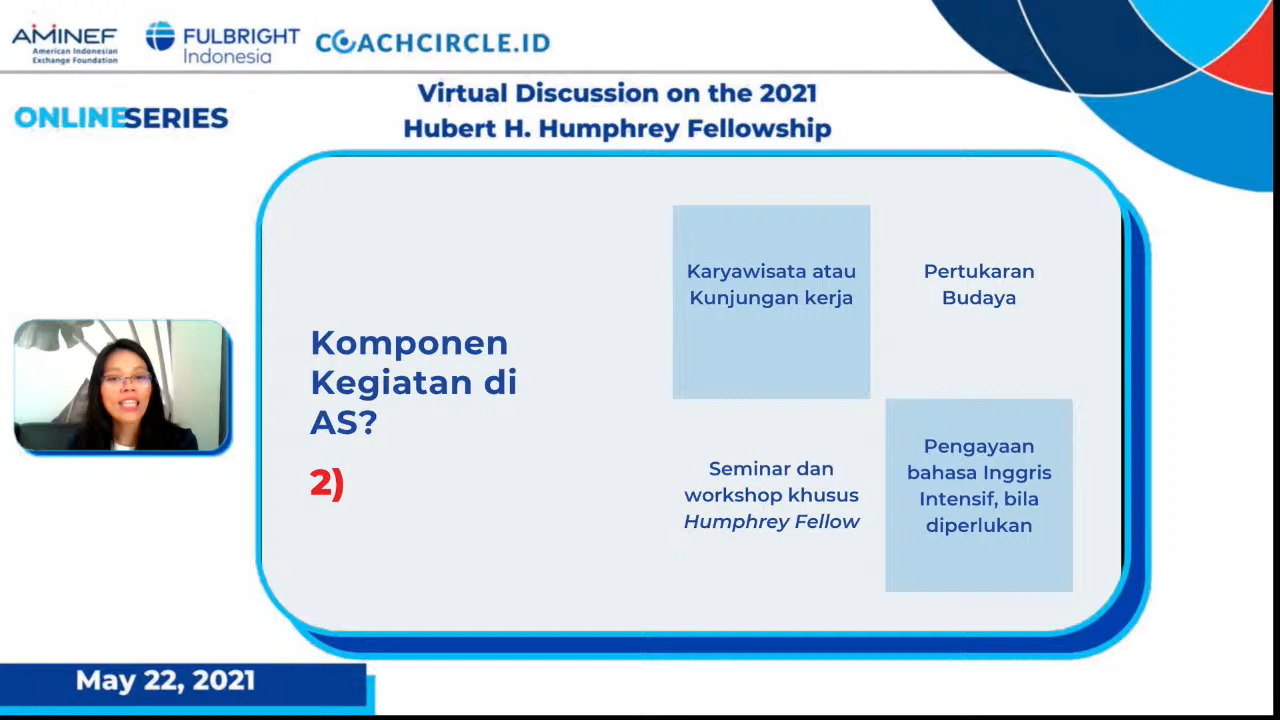 AMINEF
American Indonesian
Exchange Foundation
FULBRIGHT
Indonesia
COACHCIRCLE.ID
ONLINESERIES
Virtual Discussion on the 2021
Hubert H. Humphrey Fellowship
Komponen
Kegiatan di
AS?
2)
Karyawisata atau
Kunjungan kerja
Pertukaran
Budaya
Seminar dan
workshop khusus
Humphrey Fellow
Pengayaan
bahasa Inggris
Intensif, bila
diperlukan
May 22, 2021